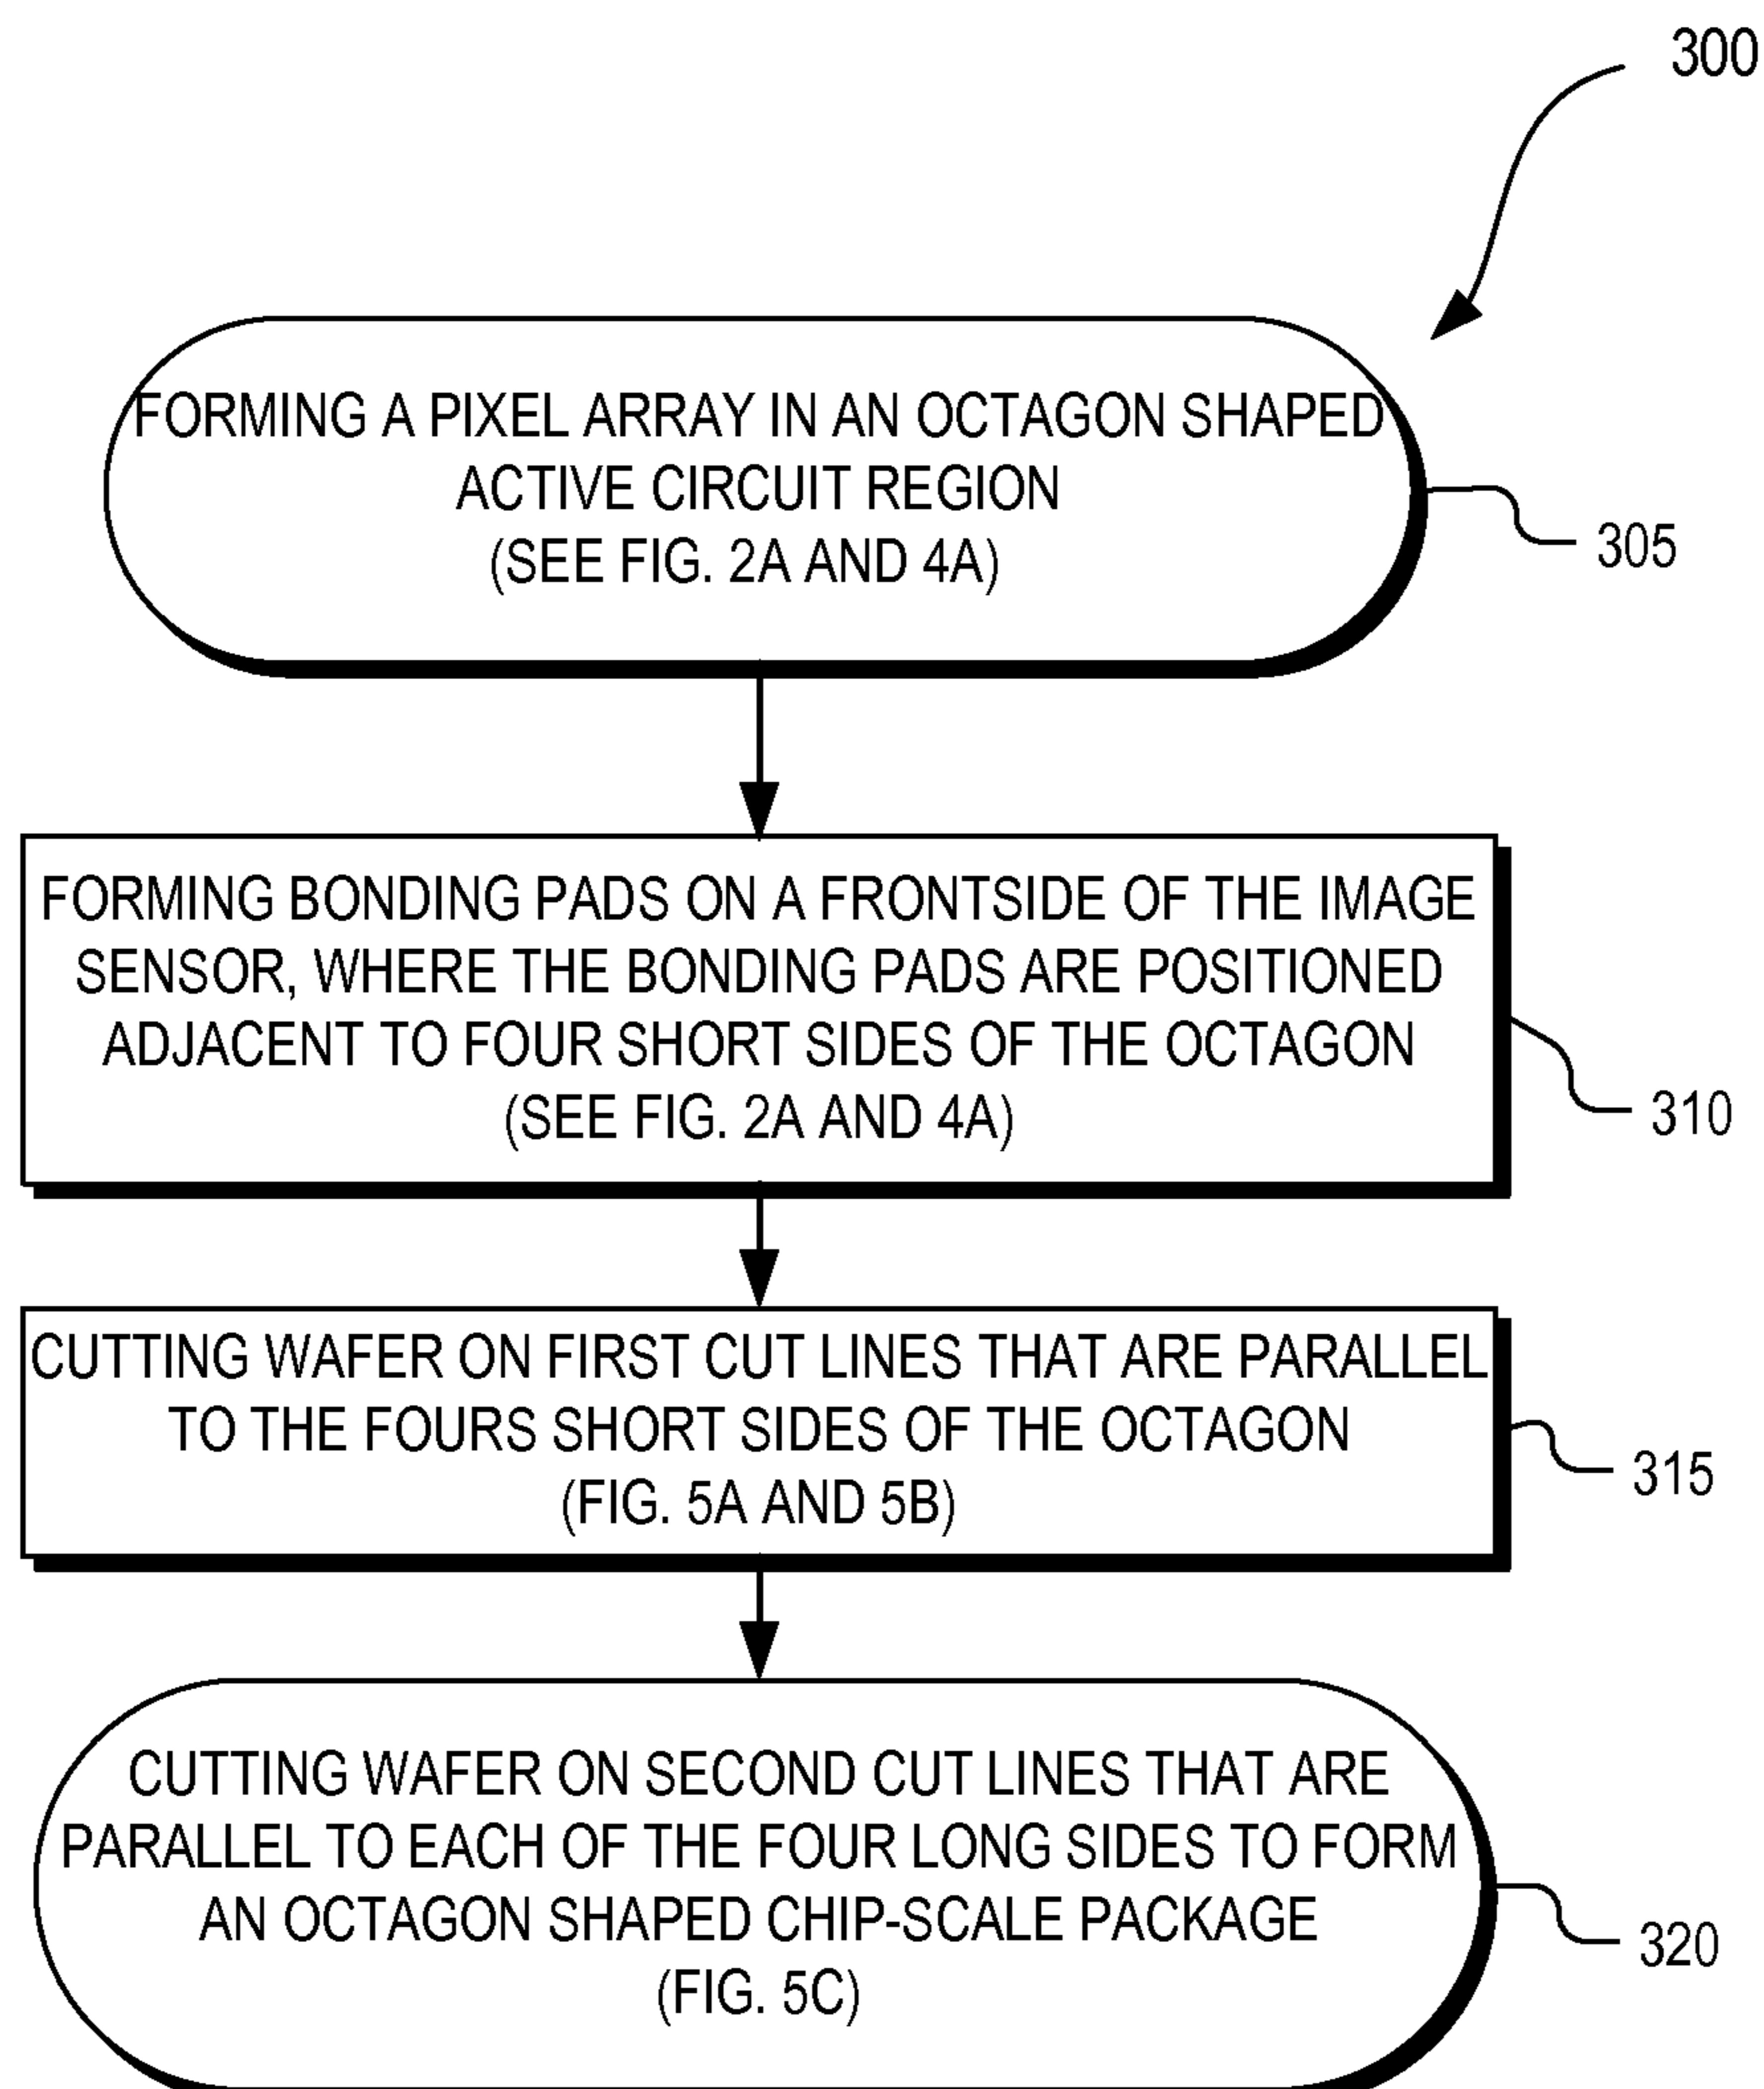 300
FORMING A PIXEL ARRAY IN AN OCTAGON SHAPED
ACTIVE CIRCUIT REGION
(SEE FIG. 2A AND 4A)
305
FORMING BONDING PADS ON A FRONTSIDE OF THE IMAGE
SENSOR, WHERE THE BONDING PADS ARE POSITIONED
ADJACENT TO FOUR SHORT SIDES OF THE OCTAGON
(SEE FIG. 2A AND 4A)
310
CUTTING WAFER ON FIRST CUT LINES THAT ARE PARALLEL
TO THE FOURS SHORT SIDES OF THE OCTAGON
(FIG. 5A AND 5B)
315
CUTTING WAFER ON SECOND CUT LINES THAT ARE
PARALLEL TO EACH OF THE FOUR LONG SIDES TO FORM
AN OCTAGON SHAPED CHIP-SCALE PACKAGE
(FIG. 5C)
320